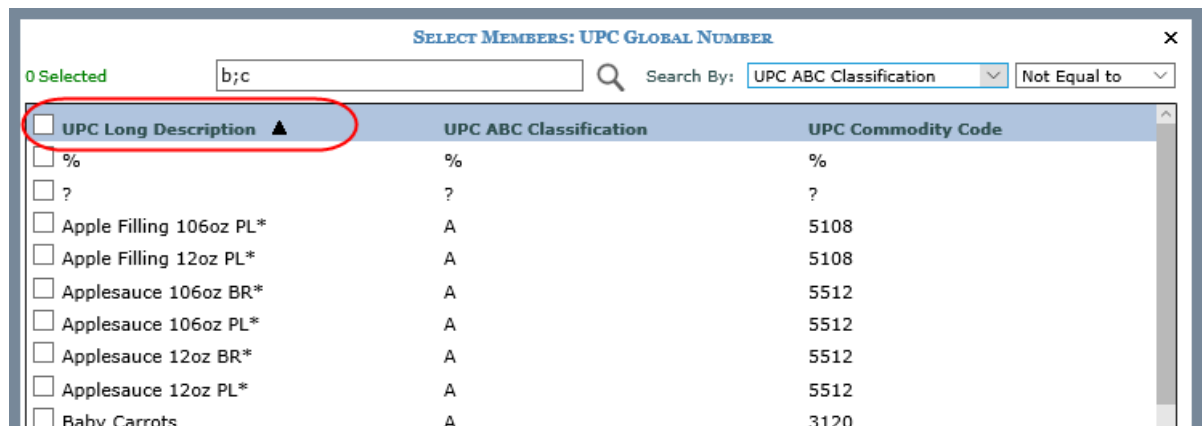 SELECT MEMBERS: UPC GLOBAL NUMBER
0 Selected b;c Search By: UPC ABC Classification Not Equal to
UPC Long Description ▲ UPC ABC Classification UPC Commodity Code
% % %
? ? ?
Apple Filling 106oz PL* A 5108
Apple Filling 12oz PL* A 5108
Applesauce 106oz BR* A 5512
Applesauce 106oz PL* A 5512
Applesauce 12oz BR* A 5512
Applesauce 12oz PL* A 5512
Baby Carrots A 3120